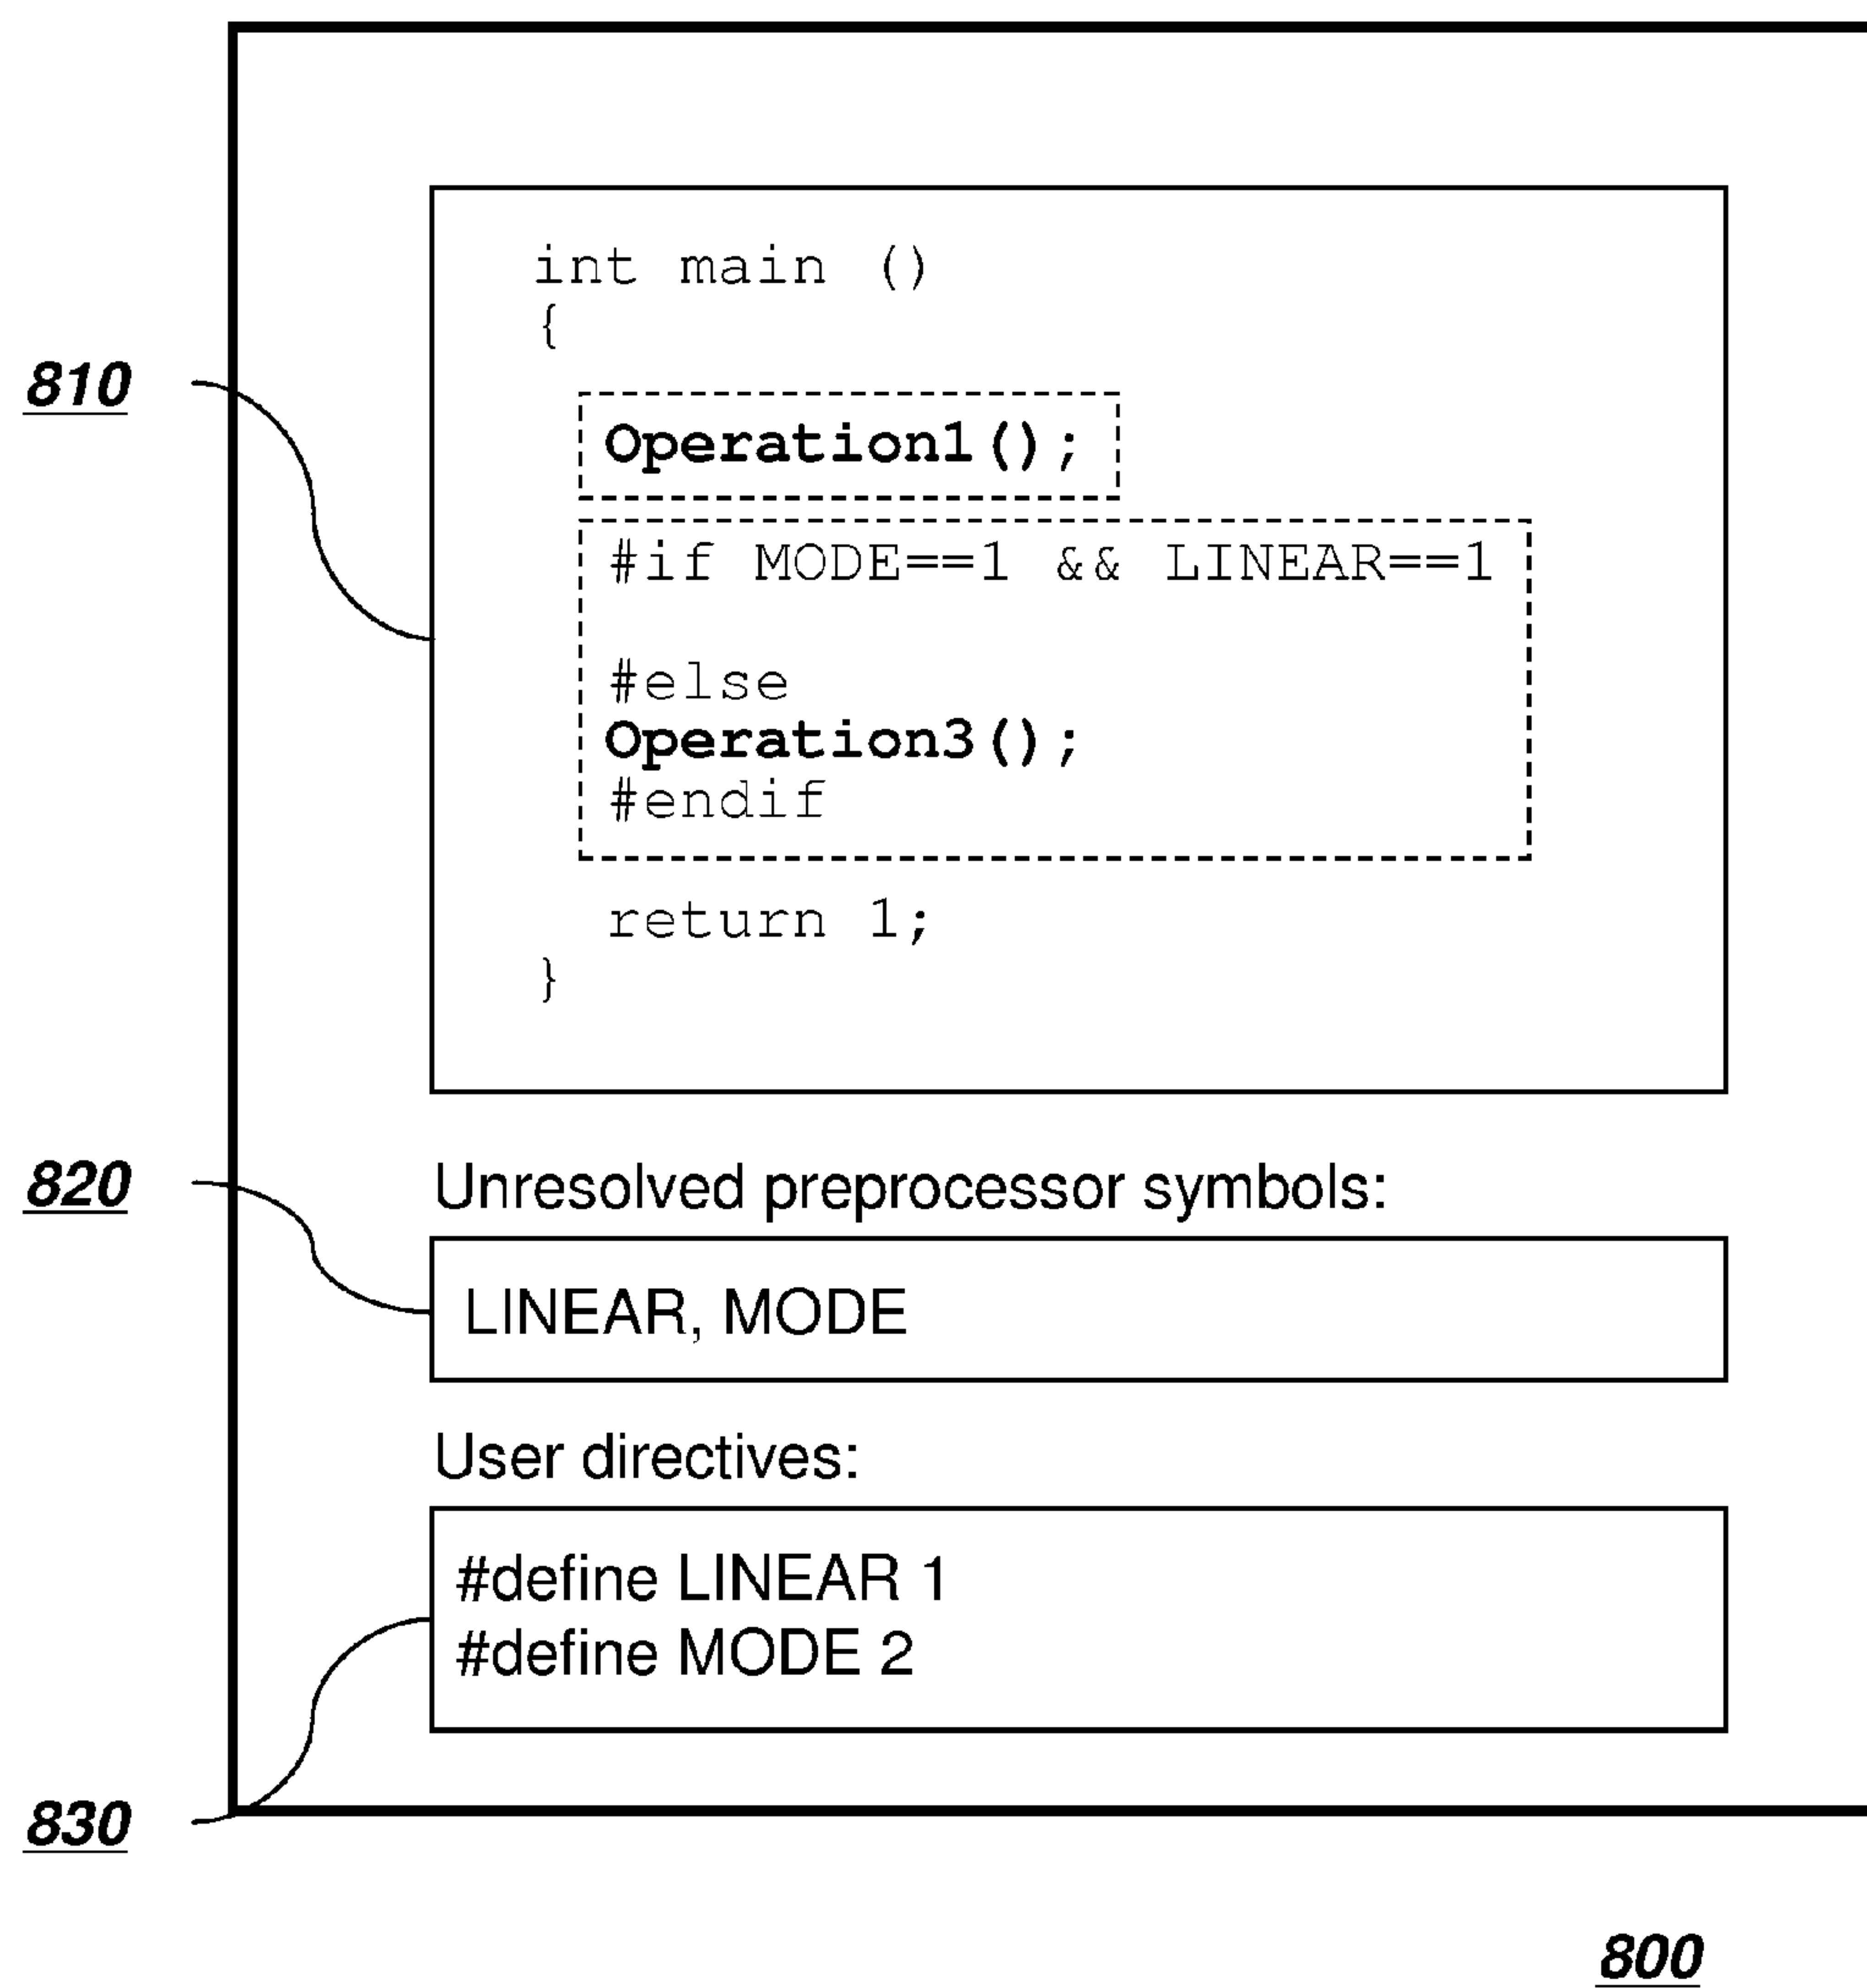 int main ()
{
810
Operation1();
#if MODE==1 && LINEAR==1
#else
Operation3();
#endif
return 1;
}
820
Unresolved preprocessor symbols:
LINEAR, MODE
User directives:
#define LINEAR 1
#define MODE 2
830
800